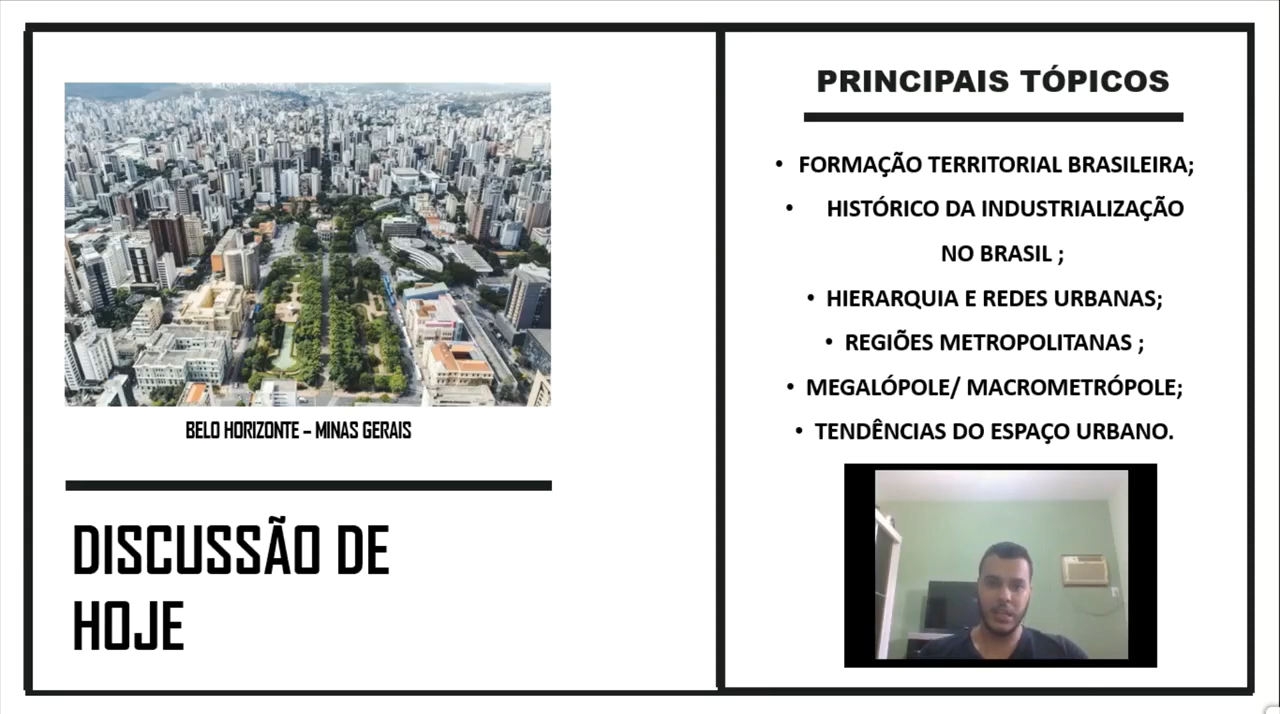 BELO HORIZONTE – MINAS GERAIS
DISCUSSÃO DE
HOJE
PRINCIPAIS TÓPICOS
• FORMAÇÃO TERRITORIAL BRASILEIRA;
• HISTÓRICO DA INDUSTRIALIZAÇÃO
NO BRASIL ;
• HIERARQUIA E REDES URBANAS;
• REGIÕES METROPOLITANAS ;
• MEGALÓPOLE/ MACROMETRÓPOLE;
• TENDÊNCIAS DO ESPAÇO URBANO.